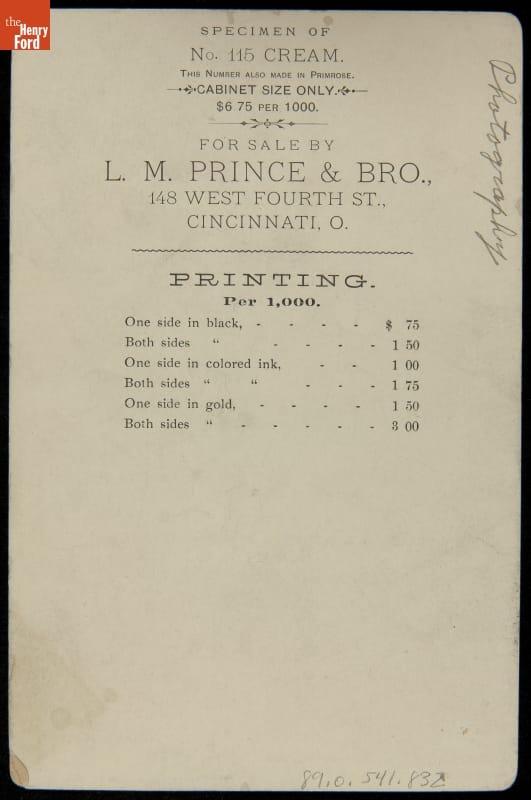 the
Henry
Ford
SPECIMEN OF
No. 115 CREAM.
THIS NUMBER ALSO MADE IN PRIMROSE.
CABINET SIZE ONLY.
$6 75 PER 1000.
FOR SALE BY
L. M. PRINCE & BRO.,
148 WEST FOURTH ST.,
CINCINNATI, O.
Photography
PRINTING.
Per 1,000.
One side in black, - - - - $ 75
Both sides “ - - - - 1 50
One side in colored ink, - - 1 00
Both sides “ “ - - - 1 75
One side in gold, - - - - 1 50
Both sides “ - - - - - 3 00
89.0.541.832